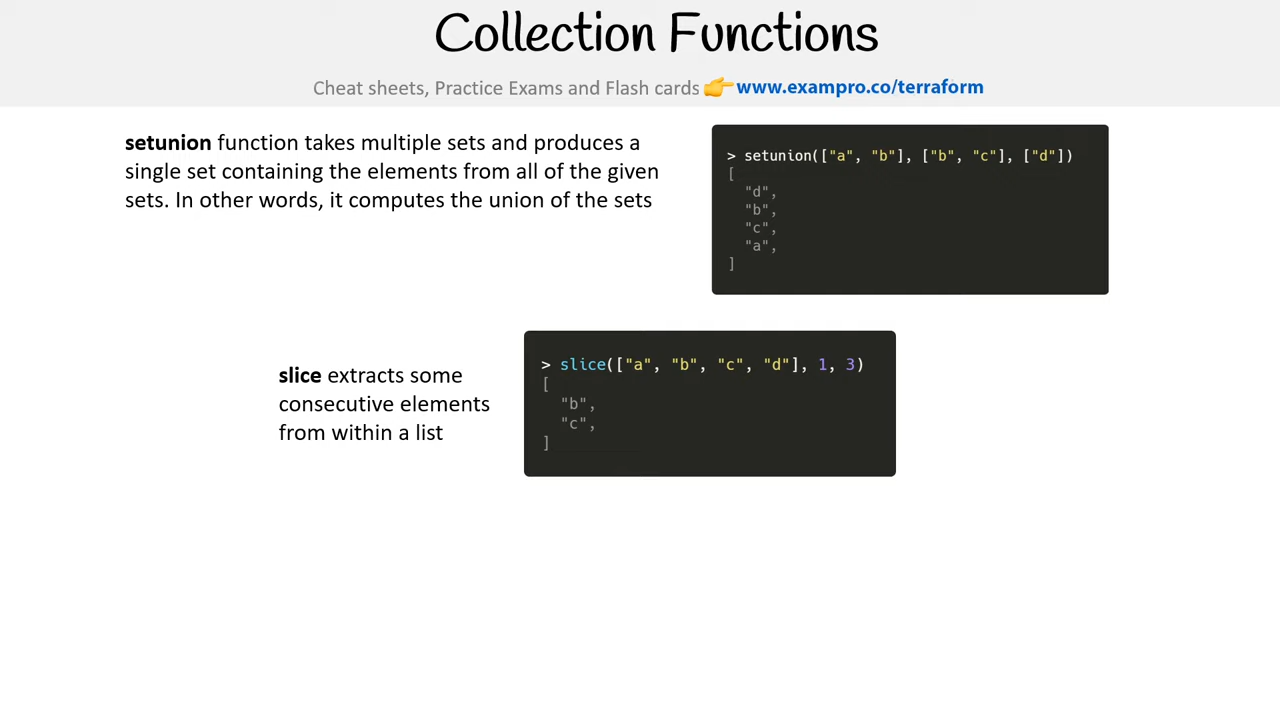 Collection Functions
Cheat sheets, Practice Exams and Flash cards 👉 www.exampro.co/terraform
setunion function takes multiple sets and produces a
single set containing the elements from all of the given
sets. In other words, it computes the union of the sets
> setunion(["a", "b"], ["b", "c"], ["d"])
[
  "d",
  "b",
  "c",
  "a",
]
slice extracts some
consecutive elements
from within a list
> slice(["a", "b", "c", "d"], 1, 3)
[
  "b",
  "c",
]